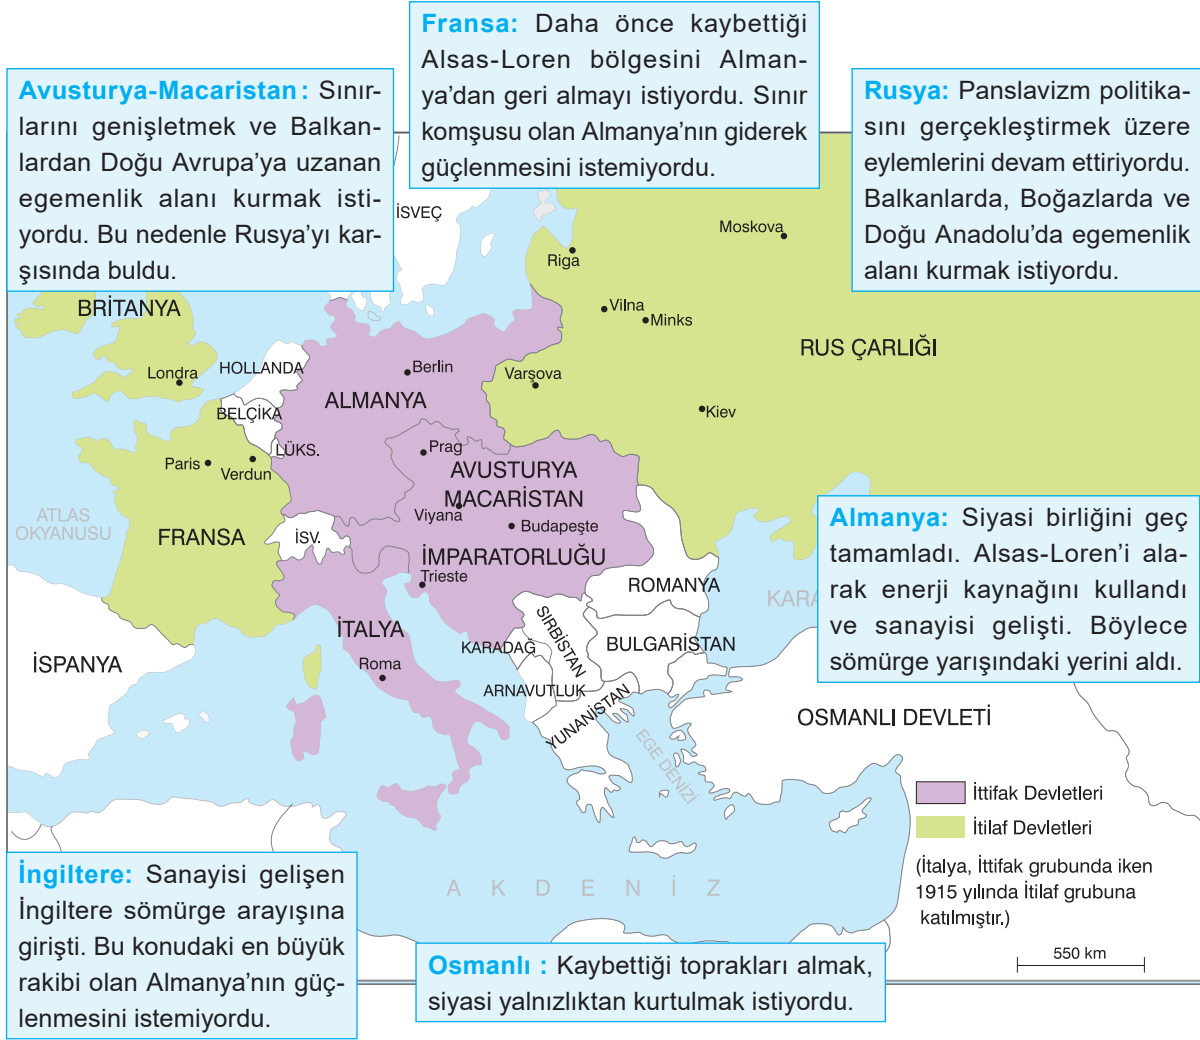 Fransa: Daha önce kaybettiği
Alsas-Loren bölgesini Alman-
ya’dan geri almayı istiyordu. Sınır
komşusu olan Almanya’nın giderek
güçlenmesini istemiyordu.
Avusturya-Macaristan: Sınır-
larını genişletmek ve Balkan-
lardan Doğu Avrupa’ya uzanan
egemenlik alanı kurmak isti-
yordu. Bu nedenle Rusya’yı kar-
şısında buldu.
Rusya: Panslavizm politika-
sını gerçekleştirmek üzere
eylemlerini devam ettiriyordu.
Balkanlarda, Boğazlarda ve
Doğu Anadolu’da egemenlik
alanı kurmak istiyordu.
İSVEÇ
Moskova
Riga
BRİTANYA
Vilna
Minks
RUS ÇARLIĞI
Londra
HOLLANDA
Berlin
Varşova
ALMANYA
BELÇİKA
Kiev
LÜKS.
Prag
Paris
Verdun
AVUSTURYA
MACARİSTAN
Viyana
Budapeşte
ATLAS
OKYANUSU
FRANSA
İSV.
İMPARATORLUĞU
Trieste
ROMANYA
KARA
Almanya: Siyasi birliğini geç
tamamladı. Alsas-Loren’i ala-
rak enerji kaynağını kullandı
ve sanayisi gelişti. Böylece
sömürge yarışındaki yerini aldı.
İTALYA
SIRBİSTAN
BULGARİSTAN
KARADAĞ
İSPANYA
Roma
ARNAVUTLUK
YUNANİSTAN
EGE DENİZİ
OSMANLI DEVLETİ
İttifak Devletleri
İtilaf Devletleri
(İtalya, İttifak grubunda iken
1915 yılında İtilaf grubuna
katılmıştır.)
550 km
AKDENİZ
İngiltere: Sanayisi gelişen
İngiltere sömürge arayışına
girişti. Bu konudaki en büyük
rakibi olan Almanya’nın güç-
lenmesini istemiyordu.
Osmanlı : Kaybettiği toprakları almak,
siyasi yalnızlıktan kurtulmak istiyordu.